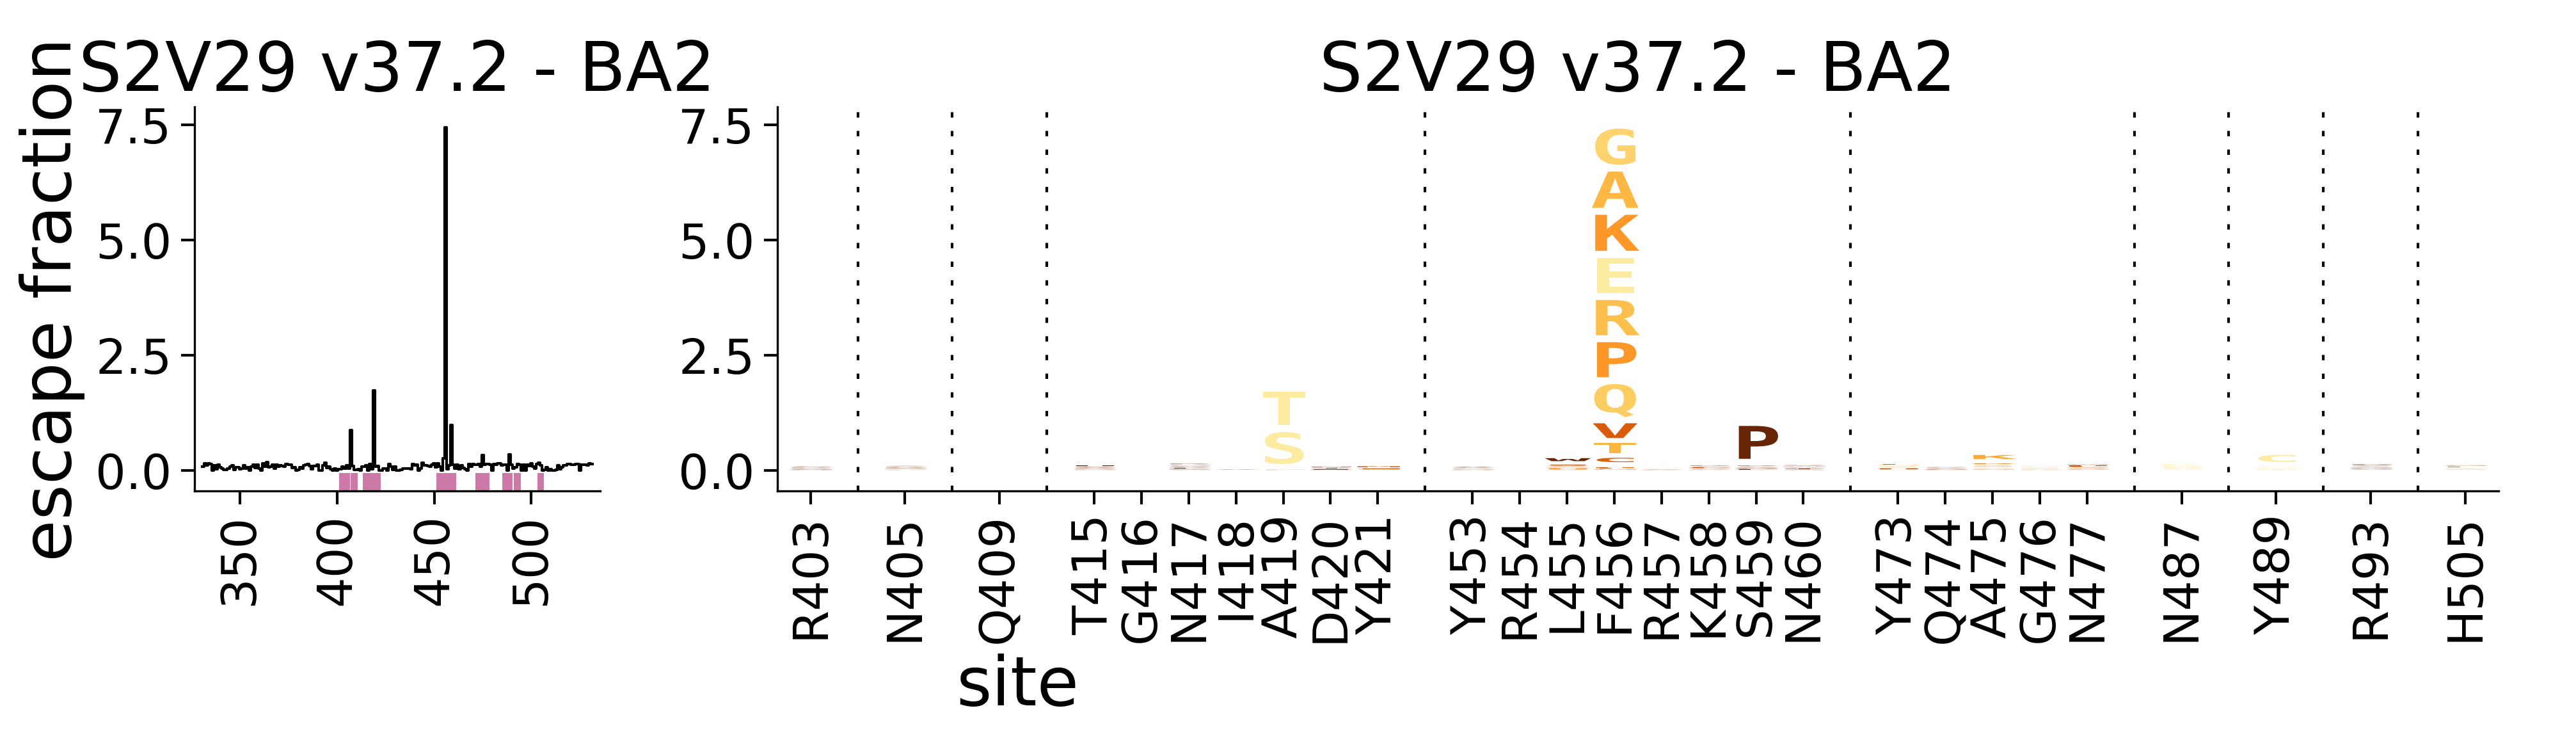 S2V29 v37.2 - BA2
S2V29 v37.2 - BA2
escape fraction
7.5
5.0
2.5
0.0
350
400
450
500
7.5
5.0
2.5
0.0
G
A
K
E
R
P
Q
T
S
P
R403
N405
Q409
T415
G416
N417
I418
A419
D420
Y421
Y453
R454
L455
F456
R457
K458
S459
N460
Y473
Q474
A475
G476
N477
N487
Y489
R493
H505
site